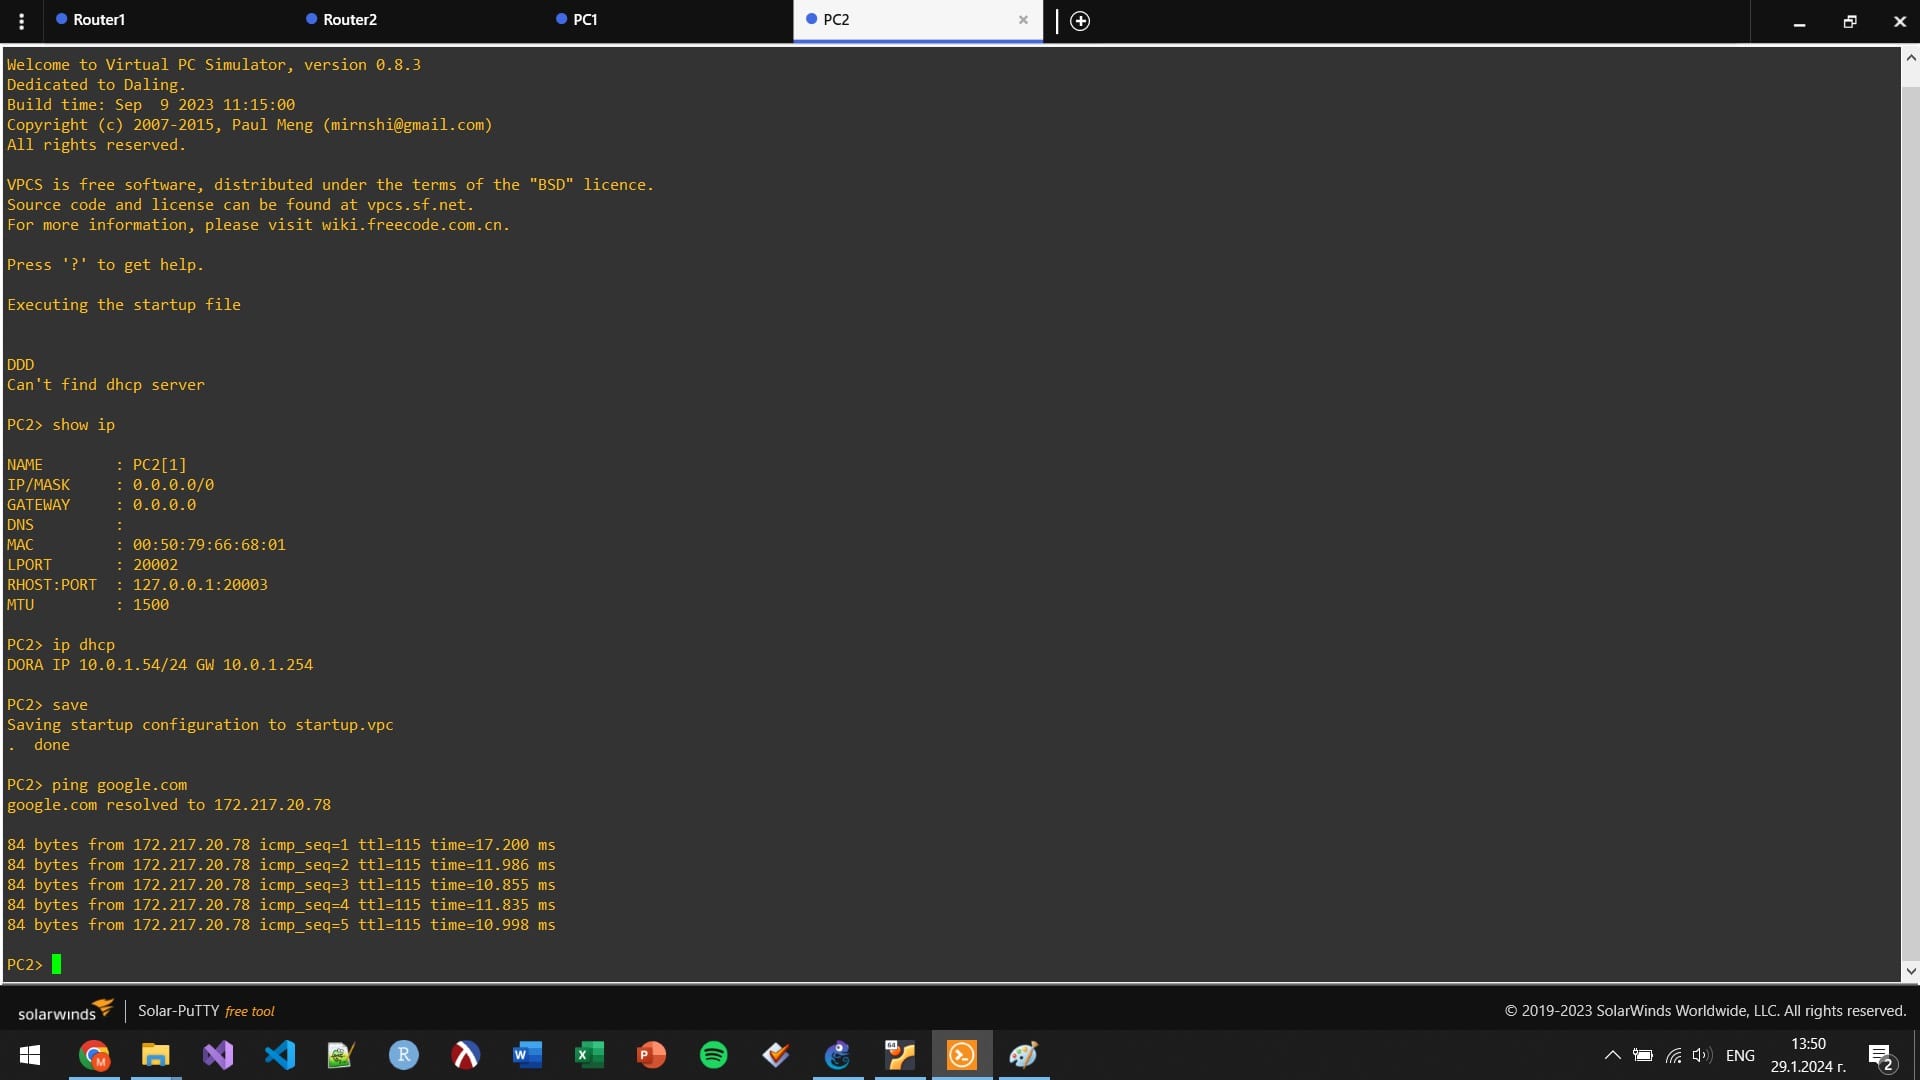 Router1
Router2
PC1
PC2
Welcome to Virtual PC Simulator, version 0.8.3
Dedicated to Daling.
Build time: Sep  9 2023 11:15:00
Copyright (c) 2007-2015, Paul Meng (mirnshi@gmail.com)
All rights reserved.
VPCS is free software, distributed under the terms of the "BSD" licence.
Source code and license can be found at vpcs.sf.net.
For more information, please visit wiki.freecode.com.cn.
Press '?' to get help.
Executing the startup file
DDD
Can't find dhcp server
PC2> show ip
NAME        : PC2[1]
IP/MASK     : 0.0.0.0/0
GATEWAY     : 0.0.0.0
DNS         :
MAC         : 00:50:79:66:68:01
LPORT       : 20002
RHOST:PORT  : 127.0.0.1:20003
MTU         : 1500
PC2> ip dhcp
DORA IP 10.0.1.54/24 GW 10.0.1.254
PC2> save
Saving startup configuration to startup.vpc
.  done
PC2> ping google.com
google.com resolved to 172.217.20.78
84 bytes from 172.217.20.78 icmp_seq=1 ttl=115 time=17.200 ms
84 bytes from 172.217.20.78 icmp_seq=2 ttl=115 time=11.986 ms
84 bytes from 172.217.20.78 icmp_seq=3 ttl=115 time=10.855 ms
84 bytes from 172.217.20.78 icmp_seq=4 ttl=115 time=11.835 ms
84 bytes from 172.217.20.78 icmp_seq=5 ttl=115 time=10.998 ms
PC2>
solarwinds
Solar-PuTTY free tool
© 2019-2023 SolarWinds Worldwide, LLC. All rights reserved.
M
R
W
X
P
64
ENG
13:50
29.1.2024 г.
2